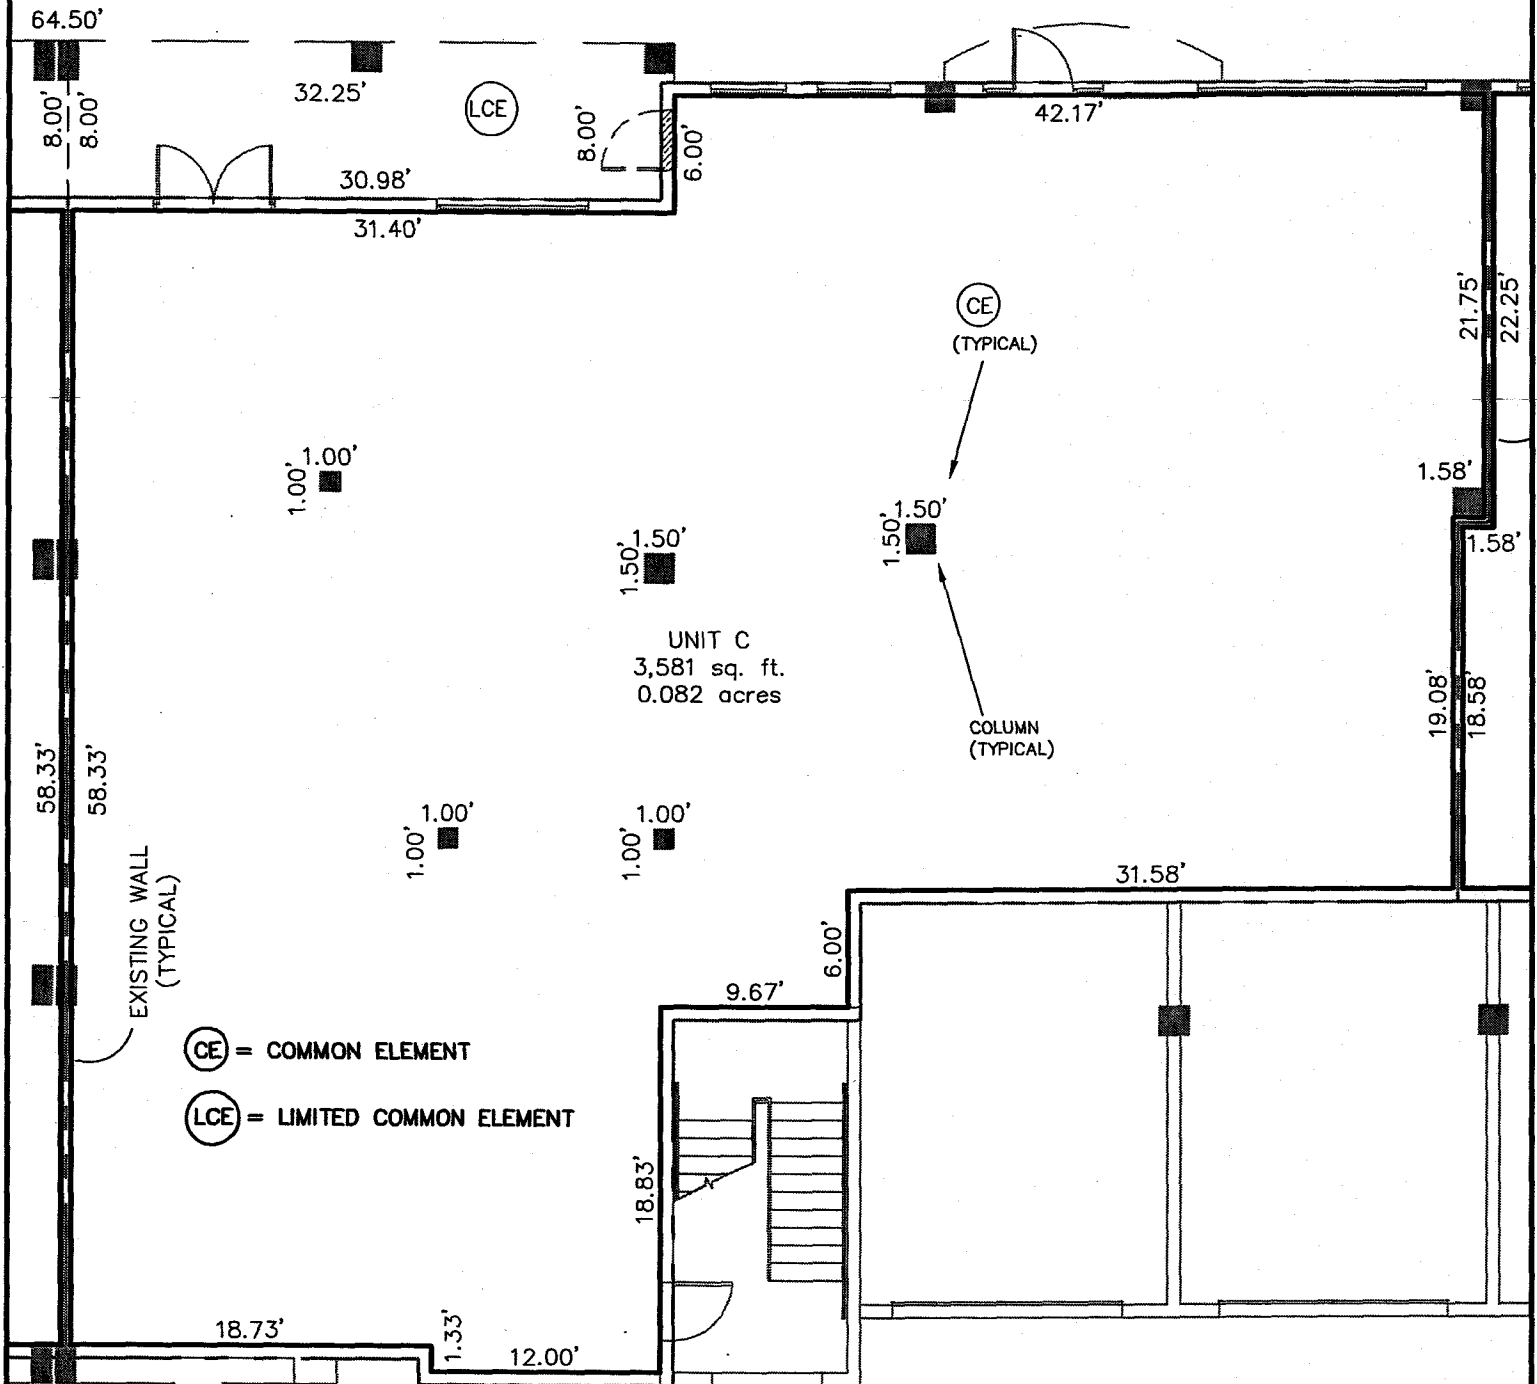 64.50'
32.25'
LCE
8.00'
8.00'
8.00'
6.00'
42.17'
30.98'
31.40'
CE
(TYPICAL)
21.75'
22.25'
1.00'
1.00'
1.58'
1.50'
1.50'
1.50'
1.50'
1.58'
UNIT C
3,581 sq. ft.
0.082 acres
19.08'
18.58'
COLUMN
(TYPICAL)
58.33'
58.33'
1.00'
1.00'
1.00'
1.00'
31.58'
EXISTING WALL
(TYPICAL)
6.00'
9.67'
CE = COMMON ELEMENT
LCE = LIMITED COMMON ELEMENT
18.83'
N
18.73'
1.33'
12.00'